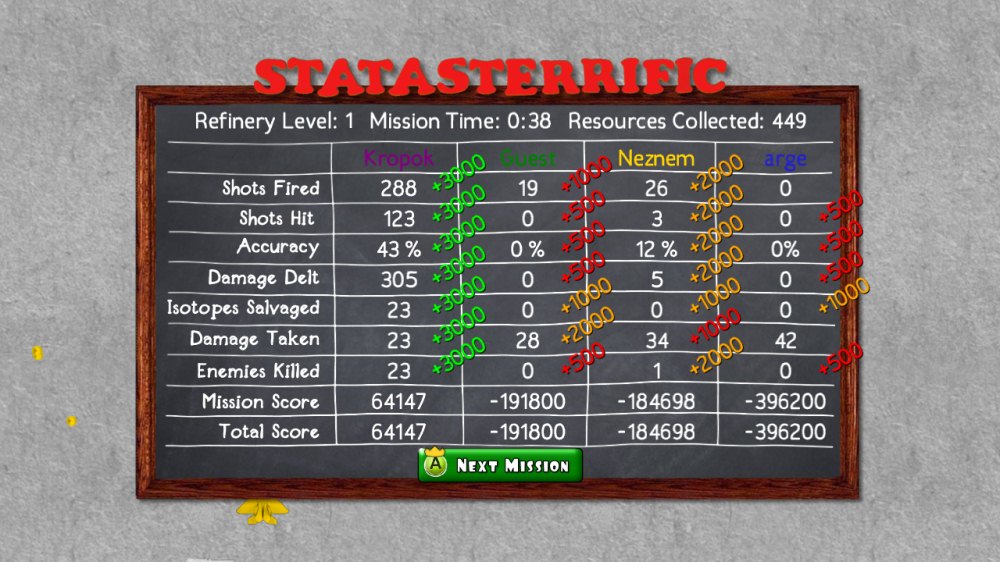 STATASTERRIFIC
Refinery Level: 1 Mission Time: 0:38 Resources Collected: 449
Kropok Guest Neznem arge
Shots Fired 288 +3000 19 +1000 26 +2000 0
Shots Hit 123 +3000 0 +500 3 +2000 0 +500
Accuracy 43 % +3000 0 % +500 12 % +2000 0% +500
Damage Delt 305 +3000 0 +500 5 +2000 0 +500
Isotopes Salvaged 23 +3000 0 +1000 0 +1000 0 +1000
Damage Taken 23 +3000 28 +2000 34 +1000 42
Enemies Killed 23 +3000 0 +500 1 +2000 0 +500
Mission Score 64147 -191800 -184698 -396200
Total Score 64147 -191800 -184698 -396200
A Next Mission